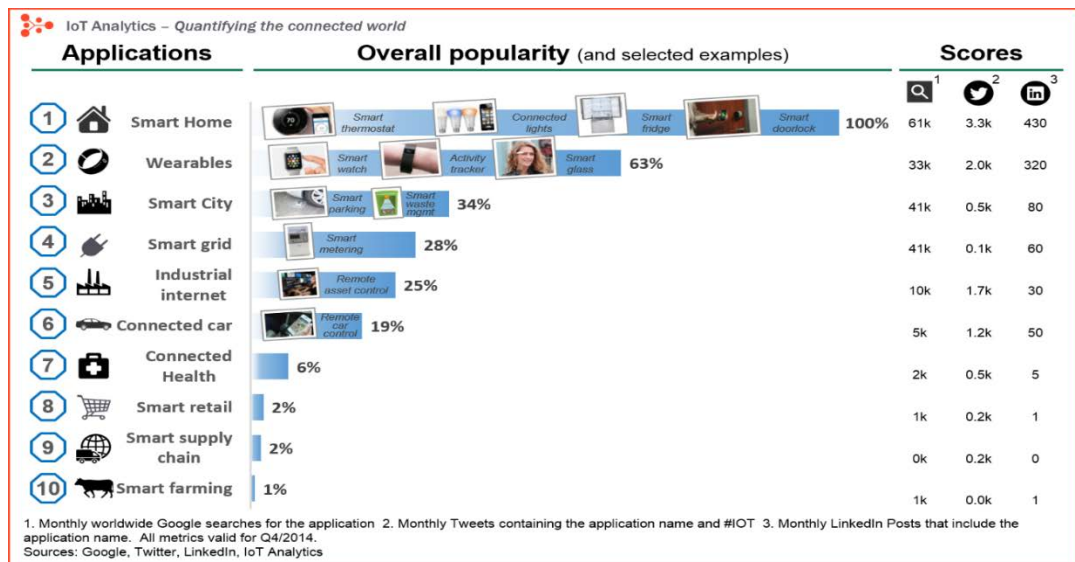 IoT Analytics – Quantifying the connected world
Applications
Overall popularity (and selected examples)
Scores
1
2
3
1
Smart Home
Smart
thermostat
Connected
lights
Smart
fridge
Smart
doorlock
100%
61k
3.3k
430
2
Wearables
Smart
watch
Activity
tracker
Smart
glass
63%
33k
2.0k
320
3
Smart City
Smart
parking
Smart
waste
mgmt
34%
41k
0.5k
80
4
Smart grid
Smart
metering
28%
41k
0.1k
60
5
Industrial
internet
Remote
asset control
25%
10k
1.7k
30
6
Connected car
Remote
car
control
19%
5k
1.2k
50
7
Connected
Health
6%
2k
0.5k
5
8
Smart retail
2%
1k
0.2k
1
9
Smart supply
chain
2%
0k
0.2k
0
10
Smart farming
1%
1k
0.0k
1
1. Monthly worldwide Google searches for the application 2. Monthly Tweets containing the application name and #IOT 3. Monthly LinkedIn Posts that include the
application name. All metrics valid for Q4/2014.
Sources: Google, Twitter, LinkedIn, IoT Analytics